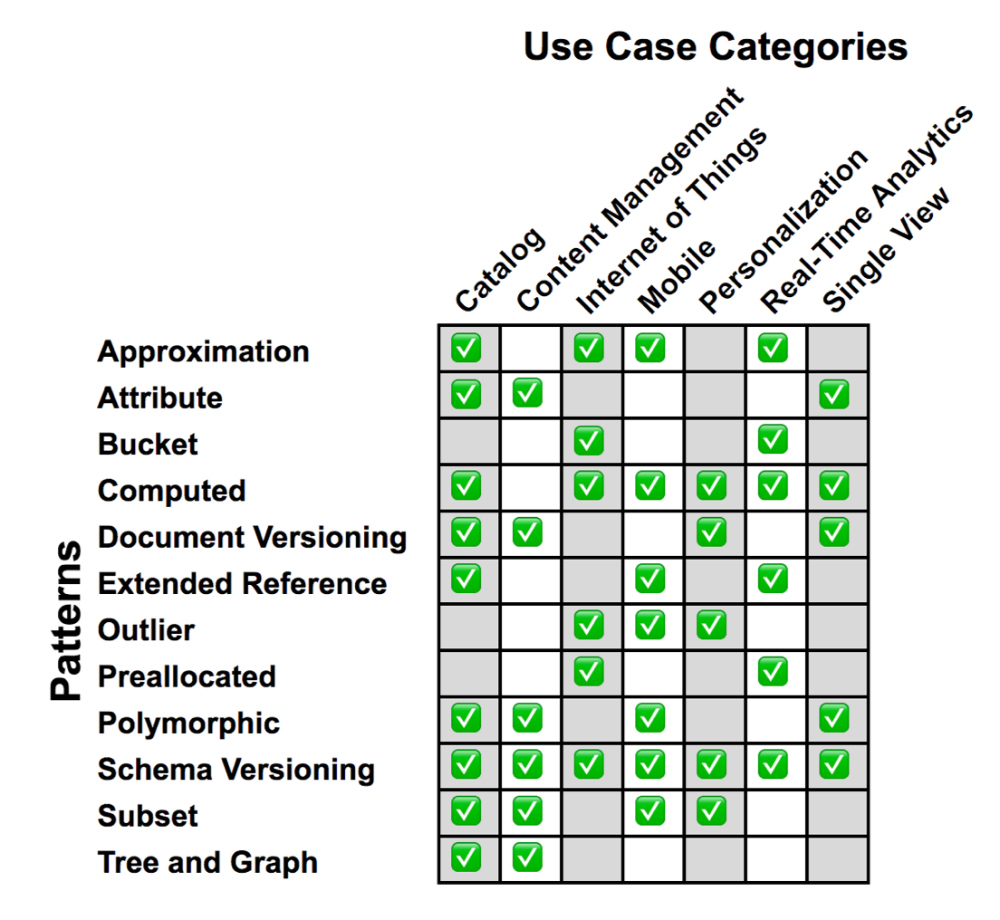 Use Case Categories
Catalog
Content Management
Internet of Things
Mobile
Personalization
Real-Time Analytics
Single View
Patterns
Approximation
Attribute
Bucket
Computed
Document Versioning
Extended Reference
Outlier
Preallocated
Polymorphic
Schema Versioning
Subset
Tree and Graph